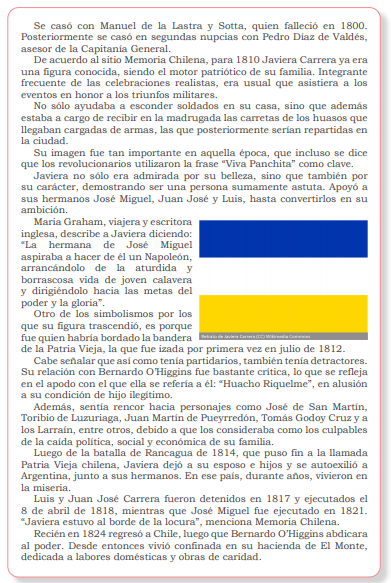 Se casó con Manuel de la Lastra y Sotta, quien falleció en 1800.
Posteriormente se casó en segundas nupcias con Pedro Díaz de Valdés,
asesor de la Capitanía General.
De acuerdo al sitio Memoria Chilena, para 1810 Javiera Carrera ya era
una figura conocida, siendo el motor patriótico de su familia. Integrante
frecuente de las celebraciones realistas, era usual que asistiera a los
eventos en honor a los triunfos militares.
No sólo ayudaba a esconder soldados en su casa, sino que además
estaba a cargo de recibir en la madrugada las carretas de los huasos que
llegaban cargadas de armas, las que posteriormente serían repartidas en
la ciudad.
Su imagen fue tan importante en aquella época, que incluso se dice
que los revolucionarios utilizaron la frase “Viva Panchita” como clave.
Javiera no sólo era admirada por su belleza, sino que también por
su carácter, demostrando ser una persona sumamente astuta. Apoyó a
sus hermanos José Miguel, Juan José y Luis, hasta convertirlos en su
ambición.
María Graham, viajera y escritora
inglesa, describe a Javiera diciendo:
“La hermana de José Miguel
aspiraba a hacer de él un Napoleón,
arrancándolo de la aturdida y
borrascosa vida de joven calavera
y dirigiéndolo hacia las metas del
poder y la gloria”.
Otro de los simbolismos por los
que su figura trascendió, es porque
fue quien habría bordado la bandera
Retrato de Javiera Carrera (CC) Wikimedia Commons
de la Patria Vieja, la que fue izada por primera vez en julio de 1812.
Cabe señalar que así como tenía partidarios, también tenía detractores.
Su relación con Bernardo O’Higgins fue bastante crítica, lo que se refleja
en el apodo con el que ella se refería a él: “Huacho Riquelme”, en alusión
a su condición de hijo ilegítimo.
Además, sentía rencor hacia personajes como José de San Martín,
Toribio de Luzuriaga, Juan Martín de Pueyrredón, Tomás Godoy Cruz y a
los Larraín, entre otros, debido a que los consideraba como los culpables
de la caída política, social y económica de su familia.
Luego de la batalla de Rancagua de 1814, que puso fin a la llamada
Patria Vieja chilena, Javiera dejó a su esposo e hijos y se autoexilió a
Argentina, junto a sus hermanos. En ese país, durante años, vivieron en
la miseria.
Luis y Juan José Carrera fueron detenidos en 1817 y ejecutados el
8 de abril de 1818, mientras que José Miguel fue ejecutado en 1821.
“Javiera estuvo al borde de la locura”, menciona Memoria Chilena.
Recién en 1824 regresó a Chile, luego que Bernardo O’Higgins abdicara
al poder. Desde entonces vivió confinada en su hacienda de El Monte,
dedicada a labores domésticas y obras de caridad.